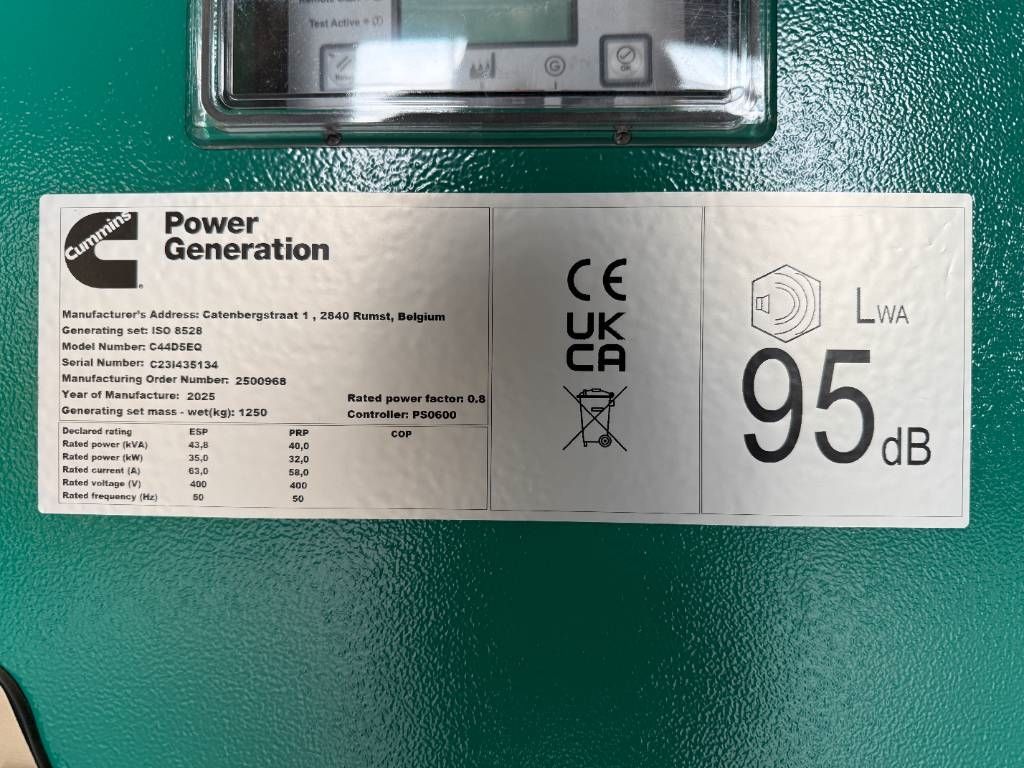 Test Active
OK
Cummins
Power
Generation
Manufacturer's Address: Catenbergstraat 1 , 2840 Rumst, Belgium
Generating set: ISO 8528
Model Number: C44D5EQ
Serial Number: C23I435134
Manufacturing Order Number: 2500968
Year of Manufacture: 2025
Rated power factor: 0.8
Generating set mass - wet(kg): 1250
Controller: PS0600
Declared rating ESP PRP COP
Rated power (kVA) 43,8 40,0
Rated power (kW) 35,0 32,0
Rated current (A) 63,0 58,0
Rated voltage (V) 400 400
Rated frequency (Hz) 50 50
CE
UK
CA
LWA
95 dB